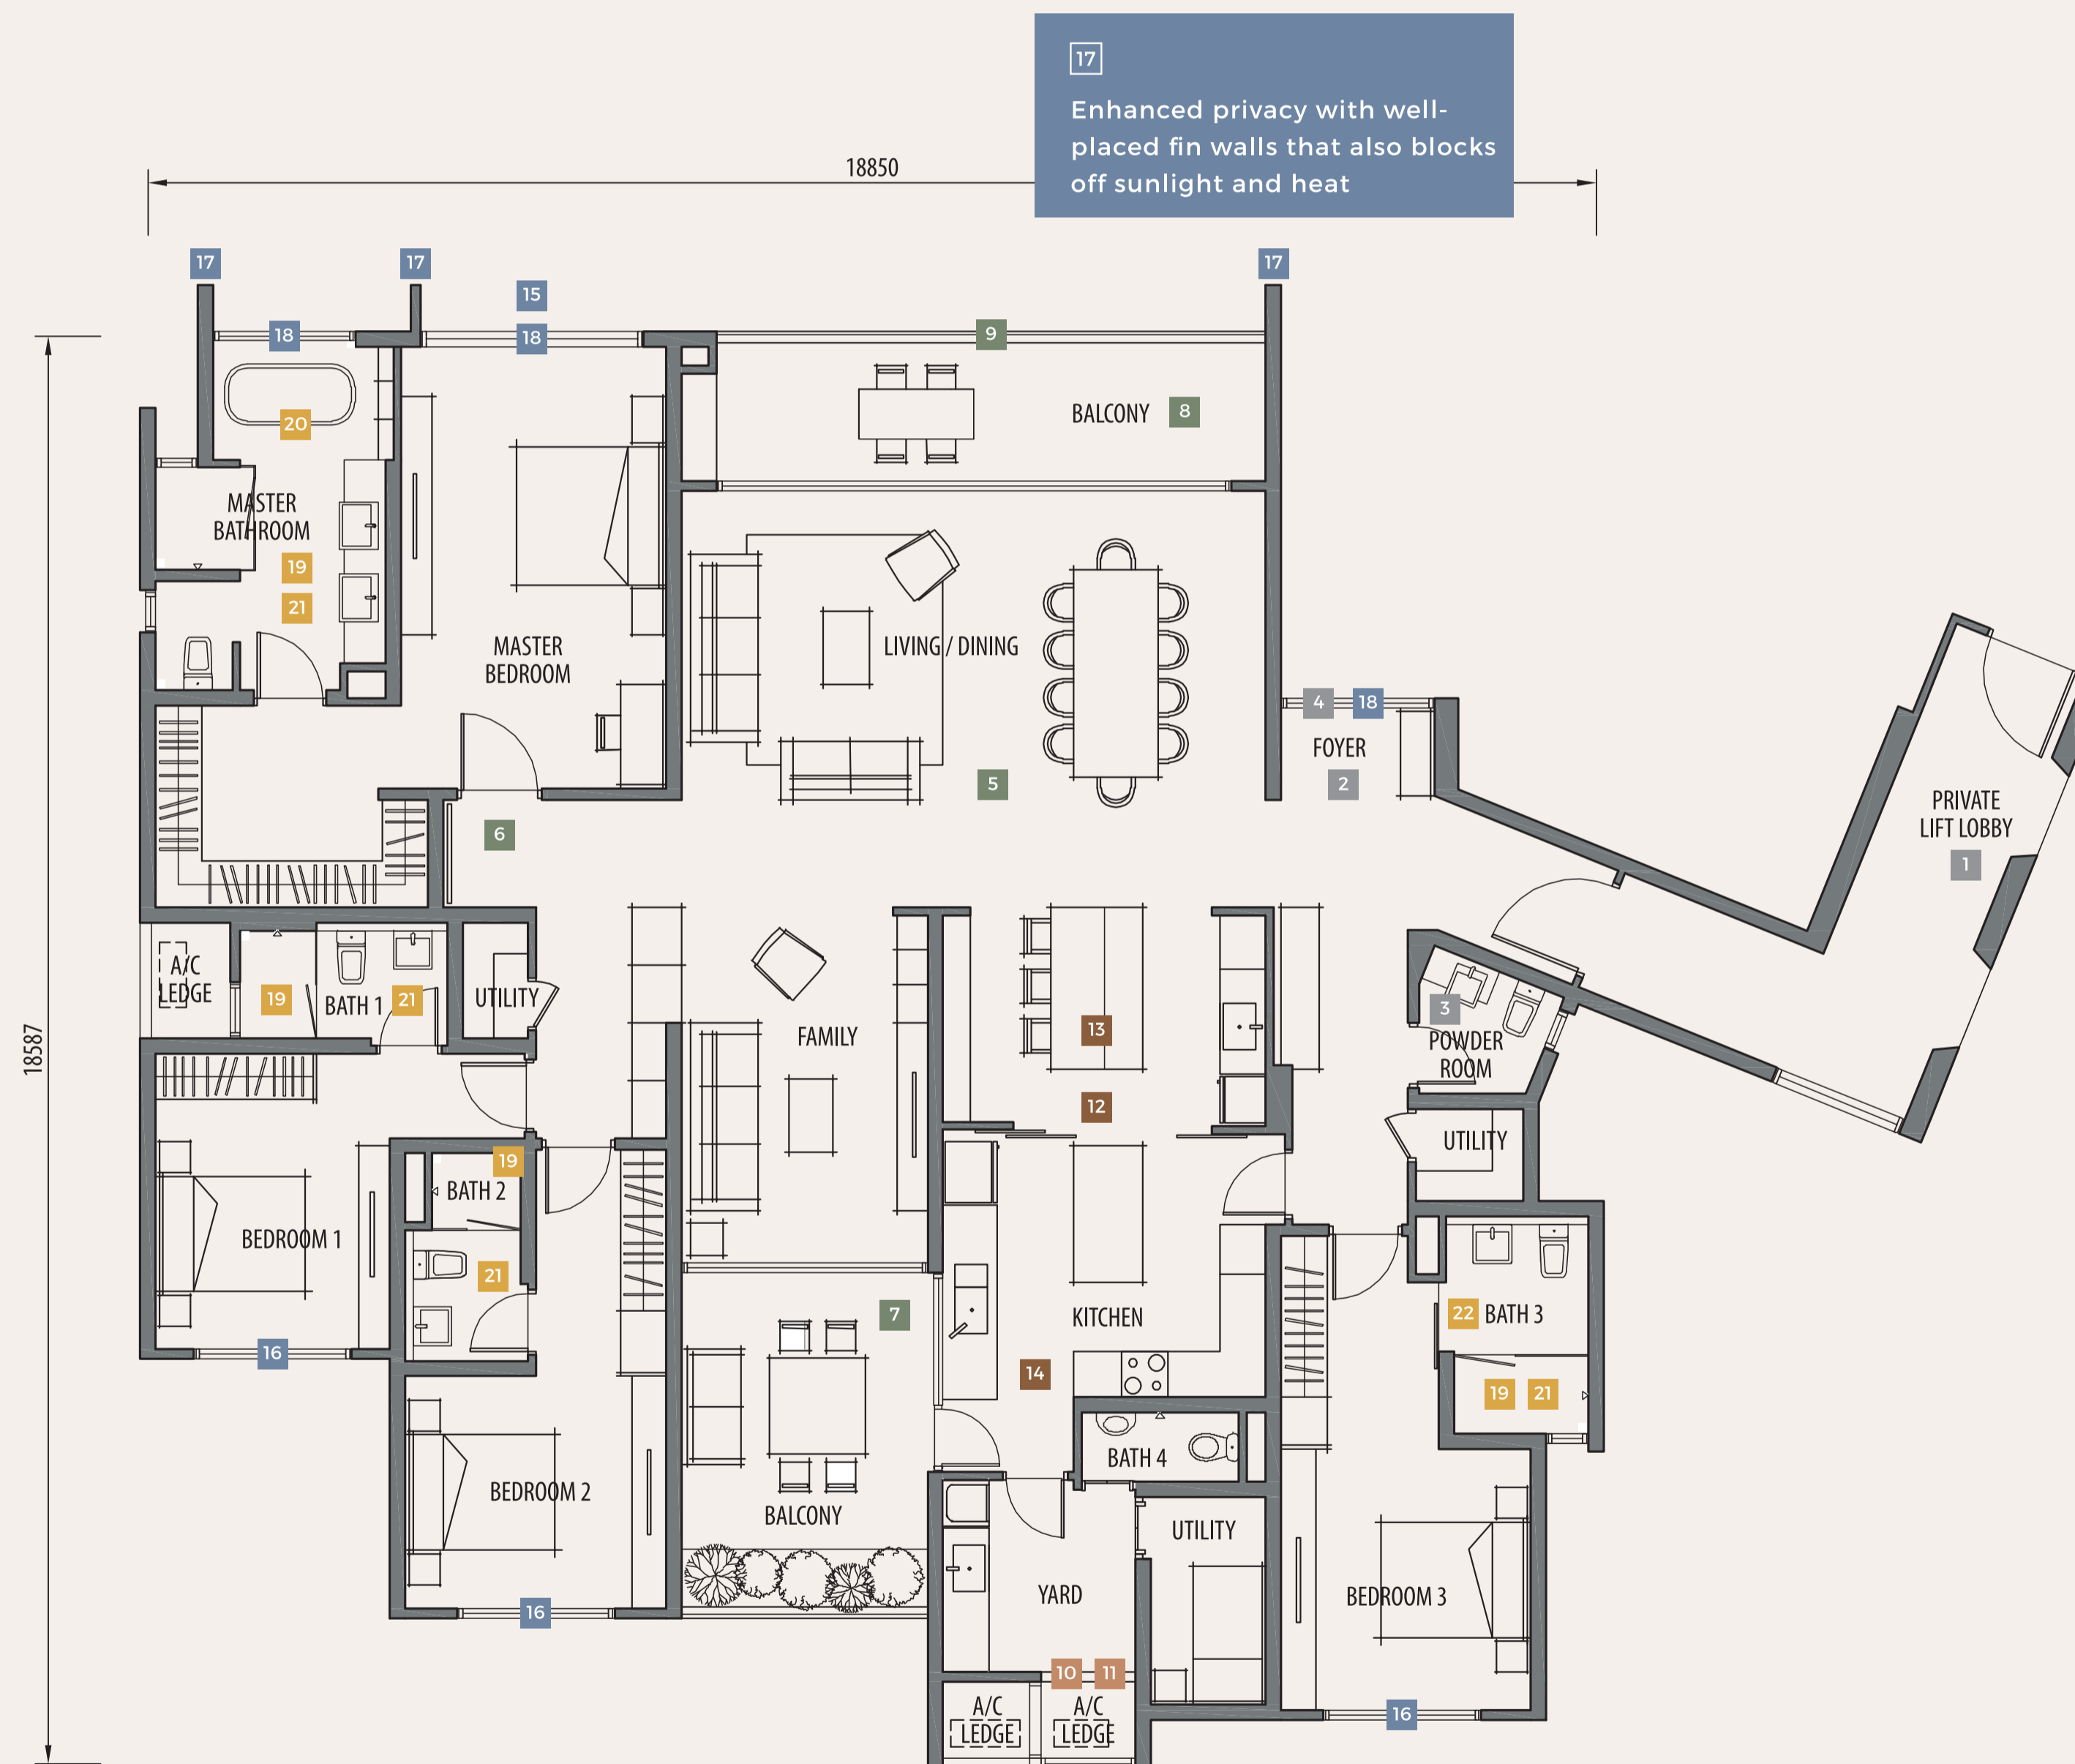 17
Enhanced privacy with well-
placed fin walls that also blocks
off sunlight and heat
18850
17
17
17
15
18
18
9
20
BALCONY 8
MASTER
BATHROOM
19
21
MASTER
BEDROOM
LIVING / DINING
4 18
FOYER
2
5
6
PRIVATE
LIFT LOBBY
1
18587
A/C
LEDGE
19
BATH 1
21
UTILITY
FAMILY
13
12
3
POWDER
ROOM
UTILITY
19
BATH 2
21
BEDROOM 1
16
7
KITCHEN
14
22 BATH 3
19 21
BATH 4
BEDROOM 2
16
BALCONY
UTILITY
YARD
BEDROOM 3
10 11
16
A/C
LEDGE
A/C
LEDGE